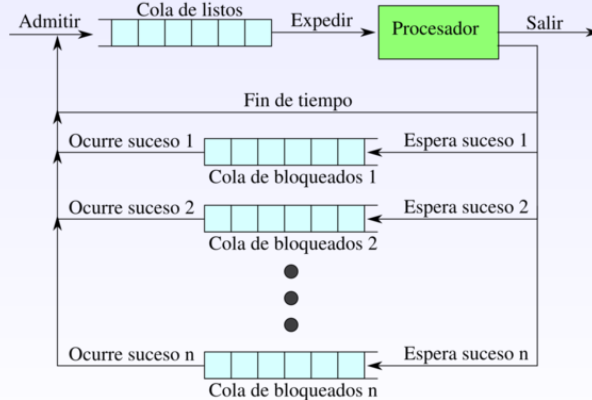 Cola de listos
Admitir
Expedir
Procesador
Salir
Fin de tiempo
Ocurre suceso 1
Espera suceso 1
Cola de bloqueados 1
Ocurre suceso 2
Espera suceso 2
Cola de bloqueados 2
Ocurre suceso n
Espera suceso n
Cola de bloqueados n